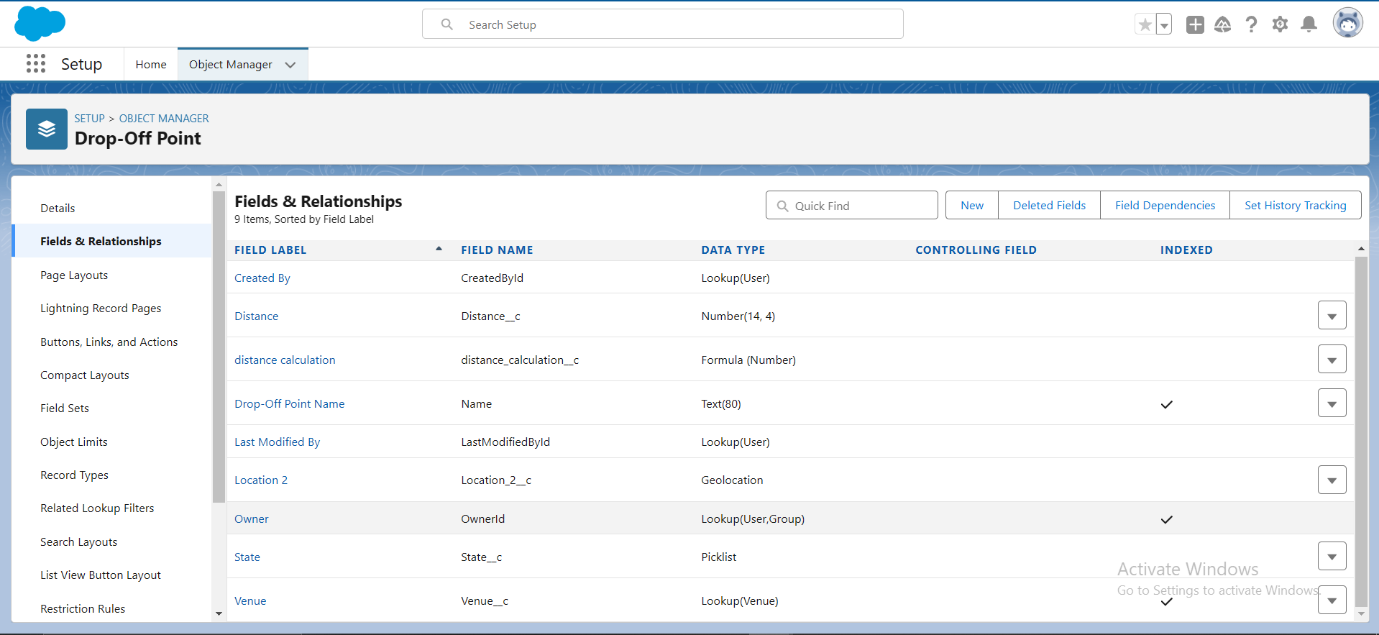 Search Setup
Setup
Home
Object Manager
SETUP > OBJECT MANAGER
Drop-Off Point
Details
Fields & Relationships
Page Layouts
Lightning Record Pages
Buttons, Links, and Actions
Compact Layouts
Field Sets
Object Limits
Record Types
Related Lookup Filters
Search Layouts
List View Button Layout
Restriction Rules
Fields & Relationships
9 Items, Sorted by Field Label
Quick Find
New
Deleted Fields
Field Dependencies
Set History Tracking
FIELD LABEL FIELD NAME DATA TYPE CONTROLLING FIELD INDEXED
Created By CreatedById Lookup(User)
Distance Distance__c Number(14, 4)
distance calculation distance_calculation__c Formula (Number)
Drop-Off Point Name Name Text(80)
Last Modified By LastModifiedById Lookup(User)
Location 2 Location_2__c Geolocation
Owner OwnerId Lookup(User,Group)
State State__c Picklist
Venue Venue__c Lookup(Venue)
Activate Windows
Go to Settings to activate Windows.